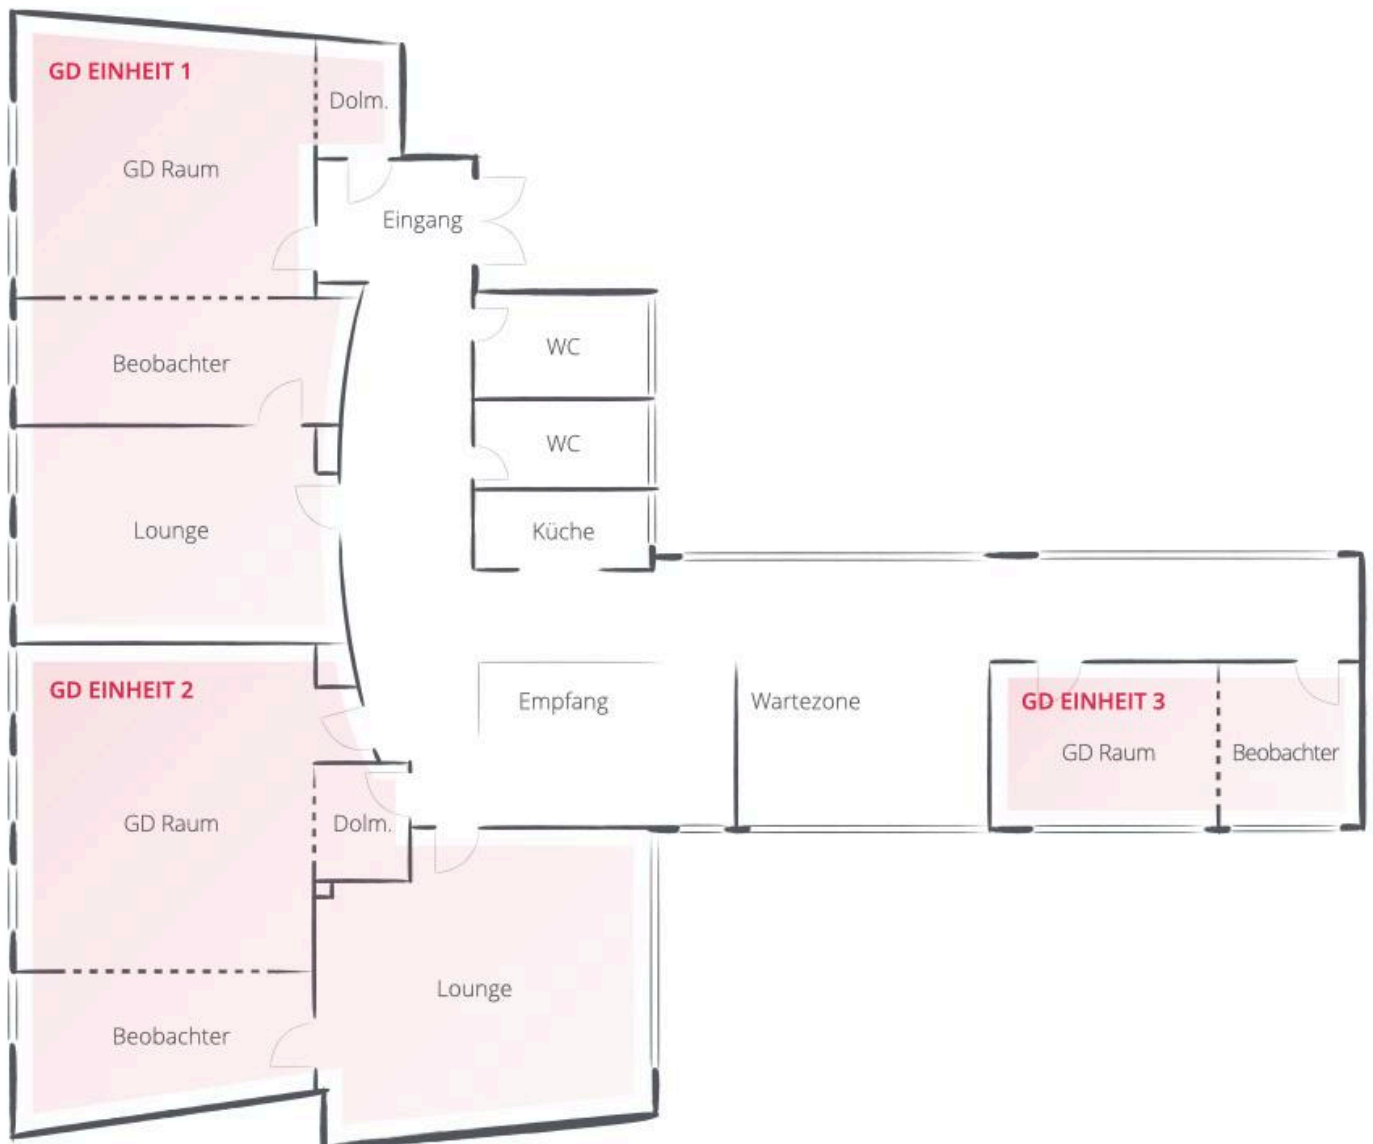 GD EINHEIT 1
Dolm.
GD Raum
Eingang
Beobachter
WC
WC
Lounge
Küche
GD EINHEIT 2
Empfang
Wartezone
GD EINHEIT 3
GD Raum
Beobachter
GD Raum
Dolm.
Lounge
Beobachter